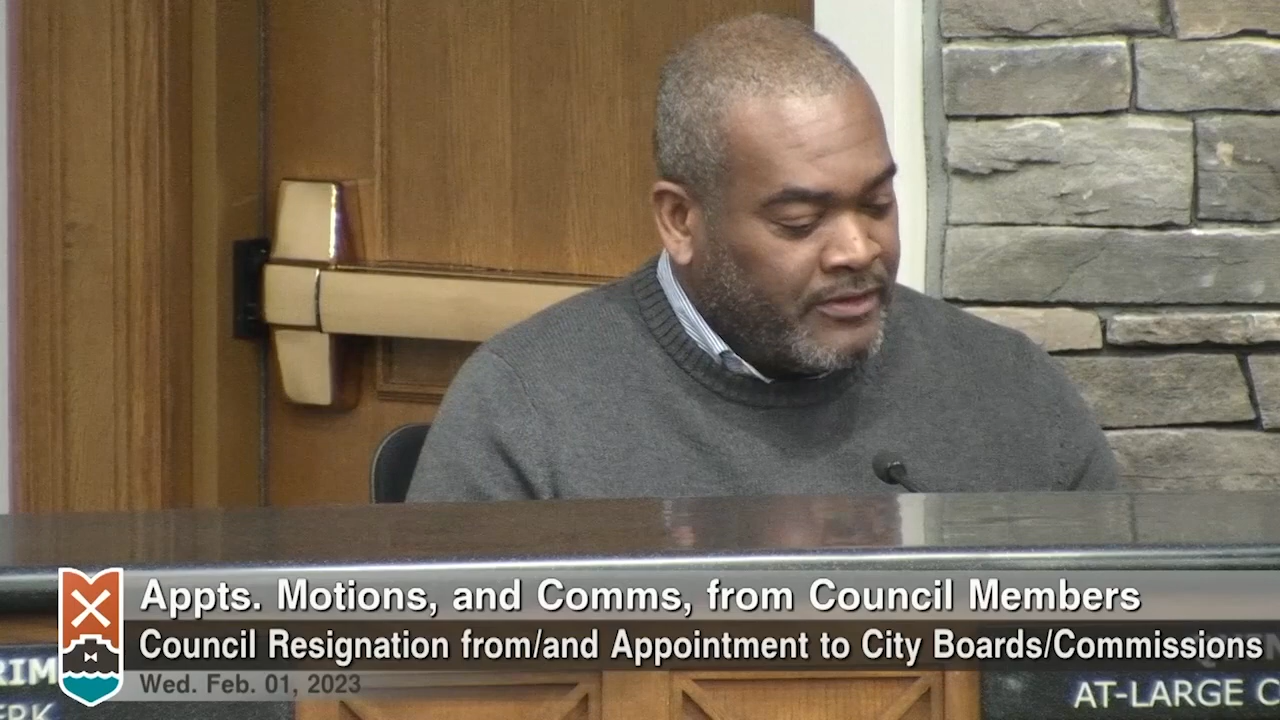 Appts. Motions, and Comms, from Council Members
Council Resignation from/and Appointment to City Boards/Commissions
Wed. Feb. 01, 2023
AT-LARGE C